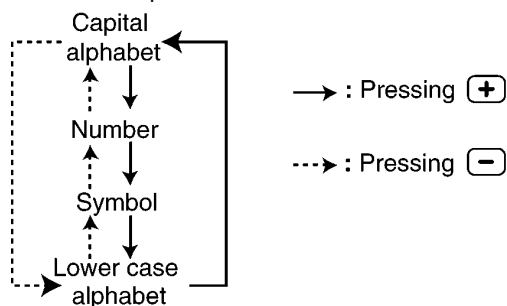 Capital
alphabet
Number
Symbol
Lower case
alphabet
: Pressing +
: Pressing −